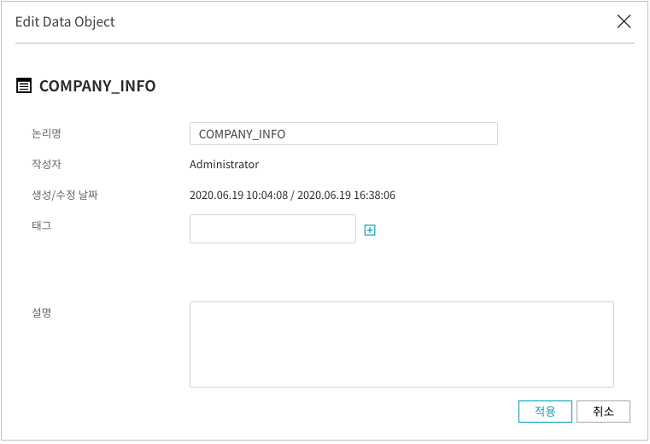 Edit Data Object
COMPANY_INFO
논리명 COMPANY_INFO
작성자 Administrator
생성/수정 날짜 2020.06.19 10:04:08 / 2020.06.19 16:38:06
태그
설명
적용 취소